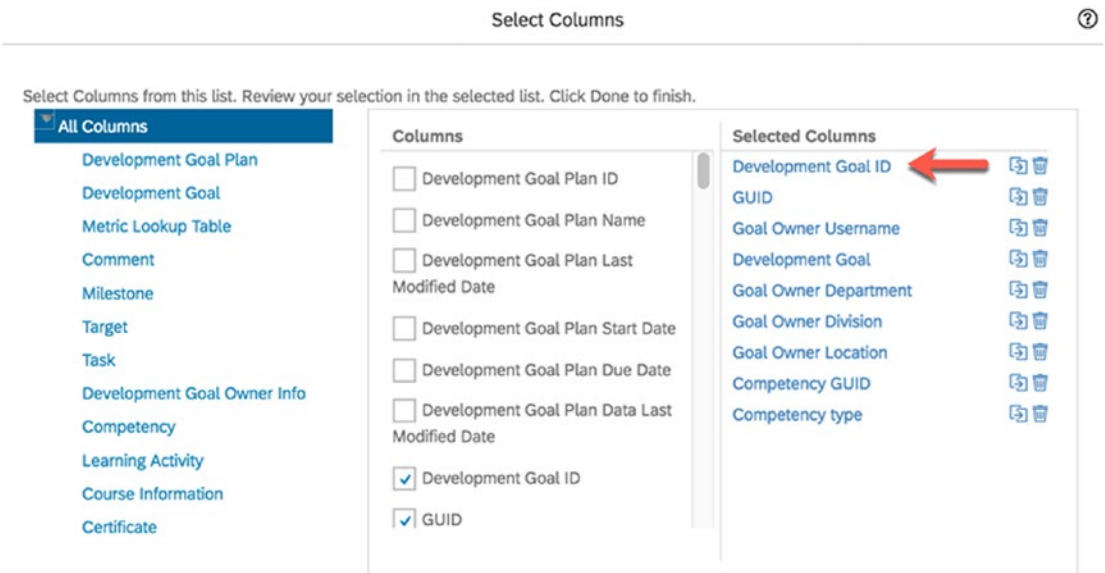 Select Columns
Select Columns from this list. Review your selection in the selected list. Click Done to finish.
All Columns
Development Goal Plan
Development Goal
Metric Lookup Table
Comment
Milestone
Target
Task
Development Goal Owner Info
Competency
Learning Activity
Course Information
Certificate
Columns
Development Goal Plan ID
Development Goal Plan Name
Development Goal Plan Last
Modified Date
Development Goal Plan Start Date
Development Goal Plan Due Date
Development Goal Plan Data Last
Modified Date
Development Goal ID
GUID
Selected Columns
Development Goal ID
GUID
Goal Owner Username
Development Goal
Goal Owner Department
Goal Owner Division
Goal Owner Location
Competency GUID
Competency type